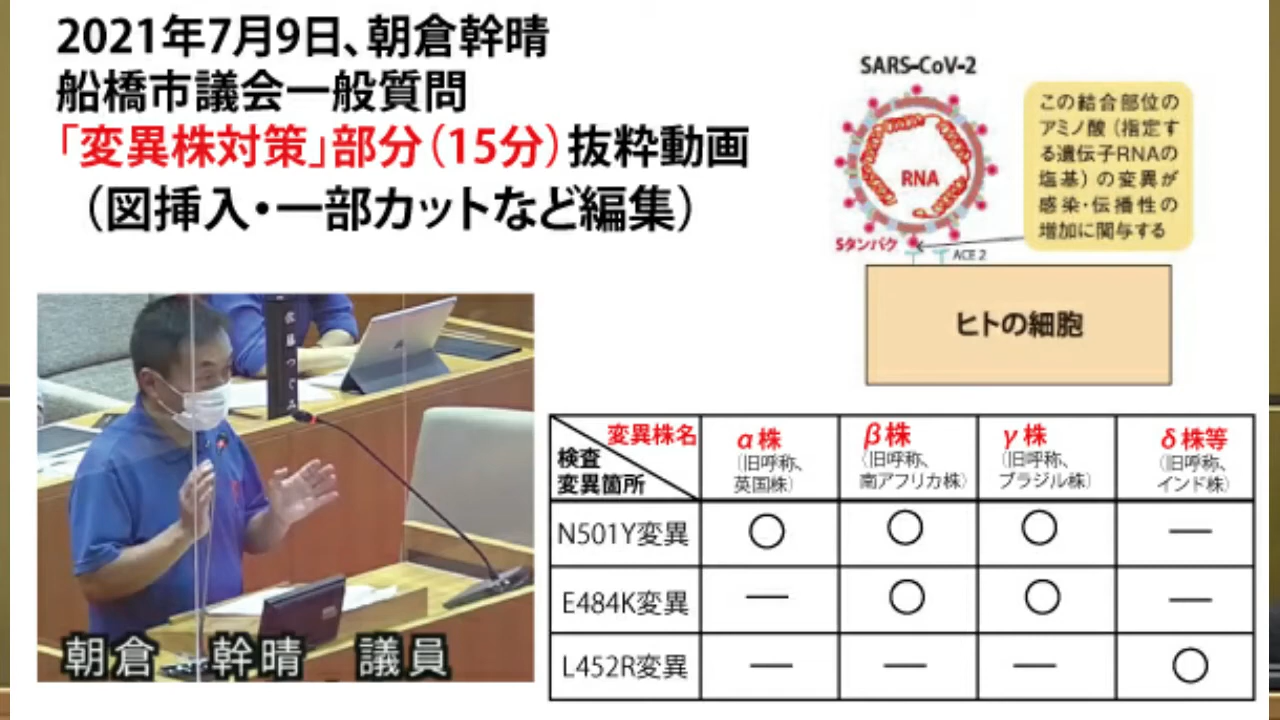 2021年7月9日、朝倉幹晴
船橋市議会一般質問
「変異株対策」部分（15分）抜粋動画
（図挿入・一部カットなど編集）
SARS-CoV-2
RNA
Sタンパク
ACE 2
この結合部位の
アミノ酸（指定す
る遺伝子RNAの
塩基）の変異が
感染・伝播性の
増加に関与する
ヒトの細胞
佐藤つぐみ
朝倉 幹晴 議員
変異株名
検査
変異箇所
α株
（旧呼称、
英国株）
β株
（旧呼称、
南アフリカ株）
γ株
（旧呼称、
ブラジル株）
δ株等
（旧呼称、
インド株）
N501Y変異 〇 〇 〇 —
E484K変異 — 〇 〇 —
L452R変異 — — — 〇